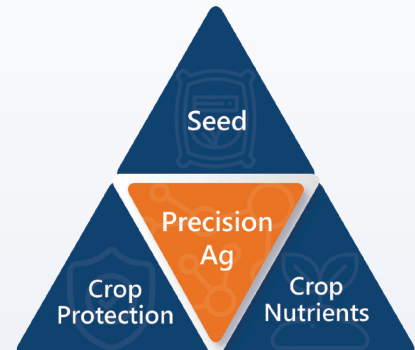 Seed
Precision
Ag
Crop
Protection
Crop
Nutrients